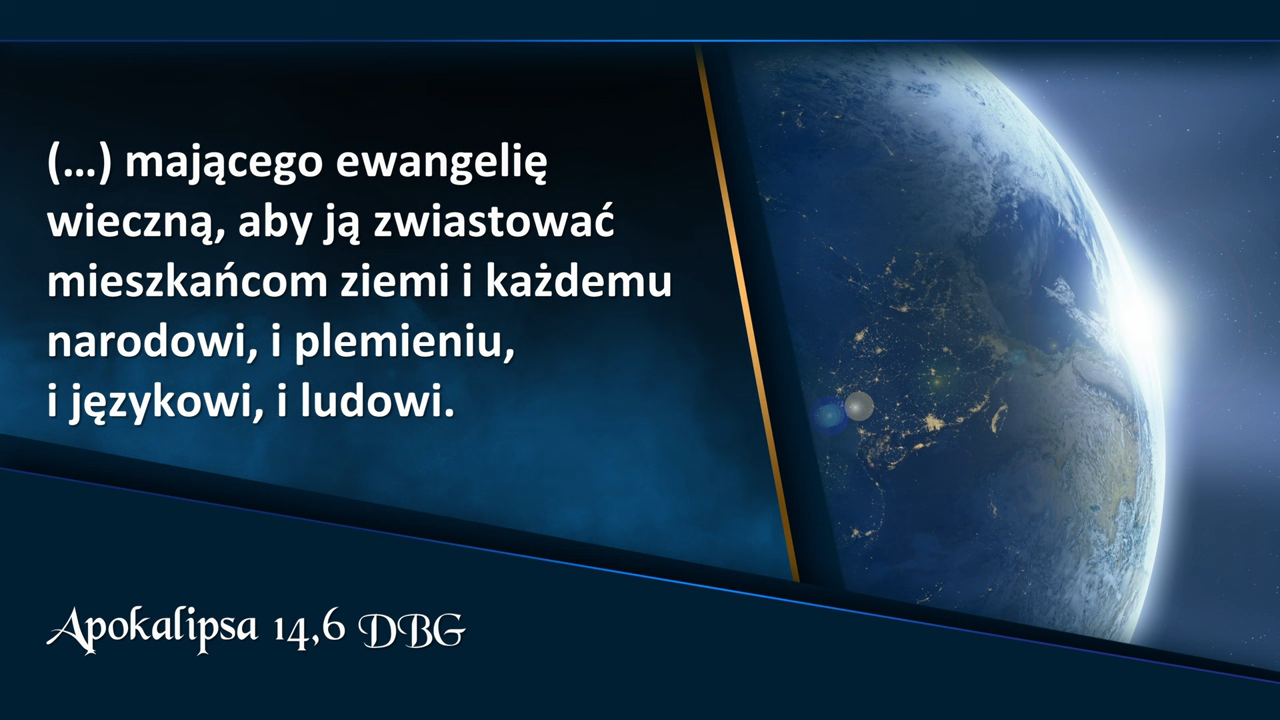 (…) mającego ewangelię
wieczną, aby ją zwiastować
mieszkańcom ziemi i każdemu
narodowi, i plemieniu,
i językowi, i ludowi.
Apokalipsa 14,6 DBG